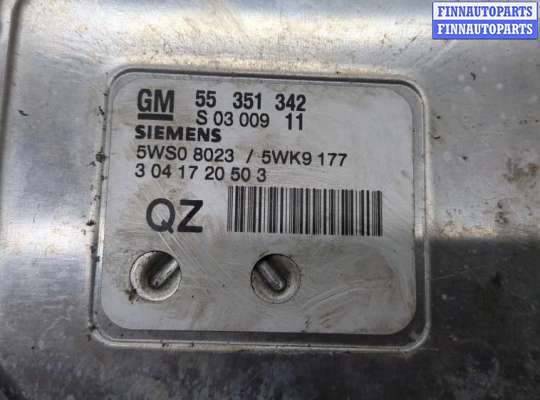 FINNAUTOPARTS
FINNAUTOPARTS
GM 55 351 342
S 03 009 11
SIEMENS
5WS0 8023 / 5WK9 177
3 04 17 20 50 3
QZ